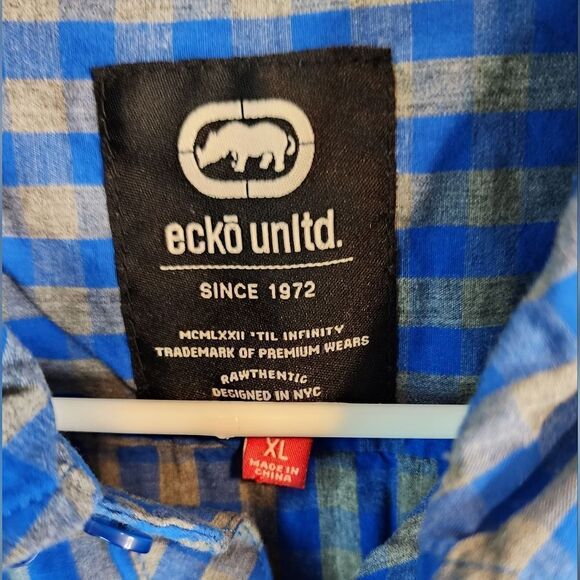 eckō unltd.
SINCE 1972
MCMLXXII 'TIL INFINITY
TRADEMARK OF PREMIUM WEARS
RAWTHENTIC
DESIGNED IN NYC
XL
MADE IN
CHINA